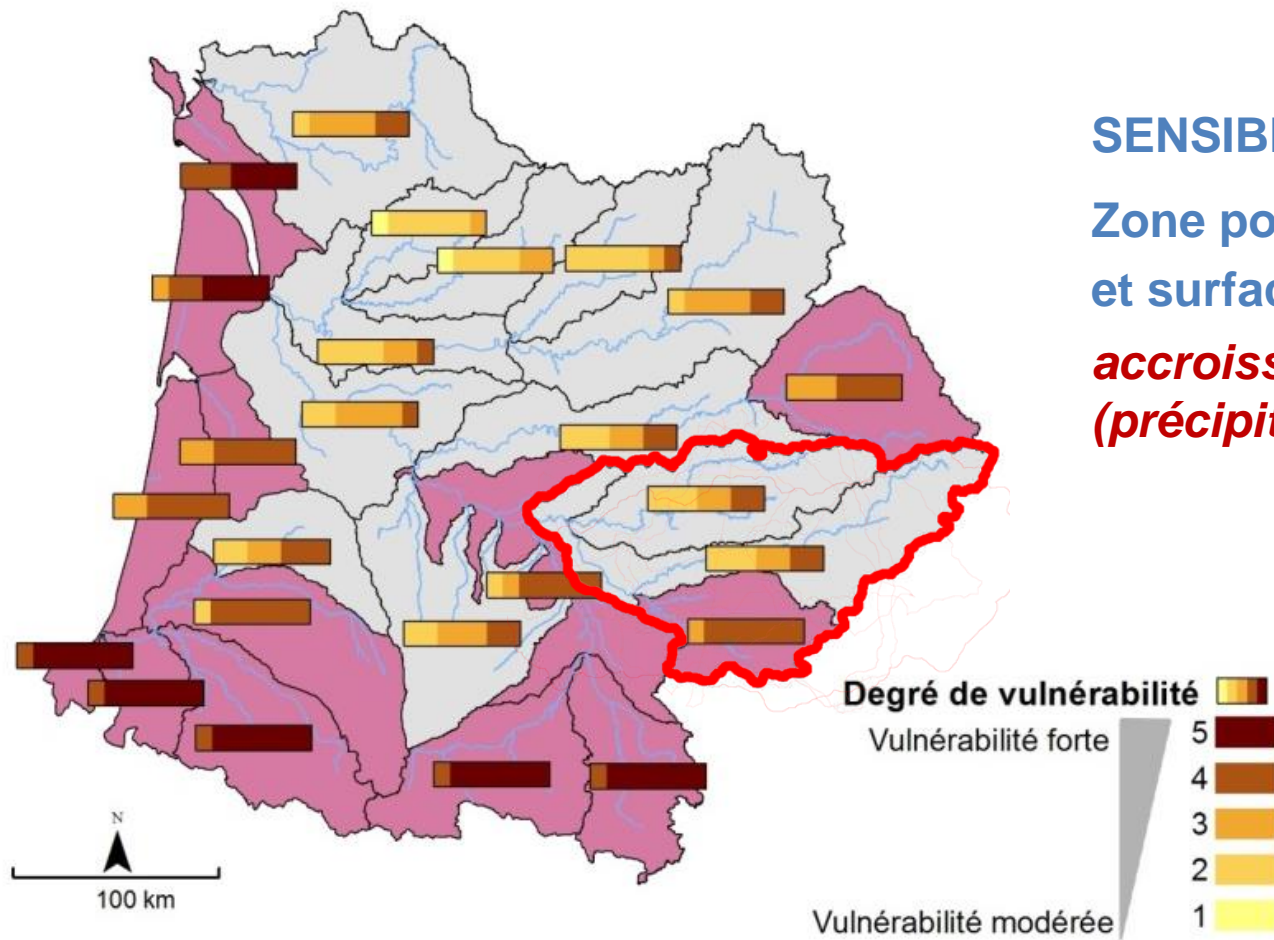 SENSIB
Zone po
et surfac
accroiss
(précipit
Degré de vulnérabilité
Vulnérabilité forte
5
4
3
2
1
Vulnérabilité modérée
N
100 km